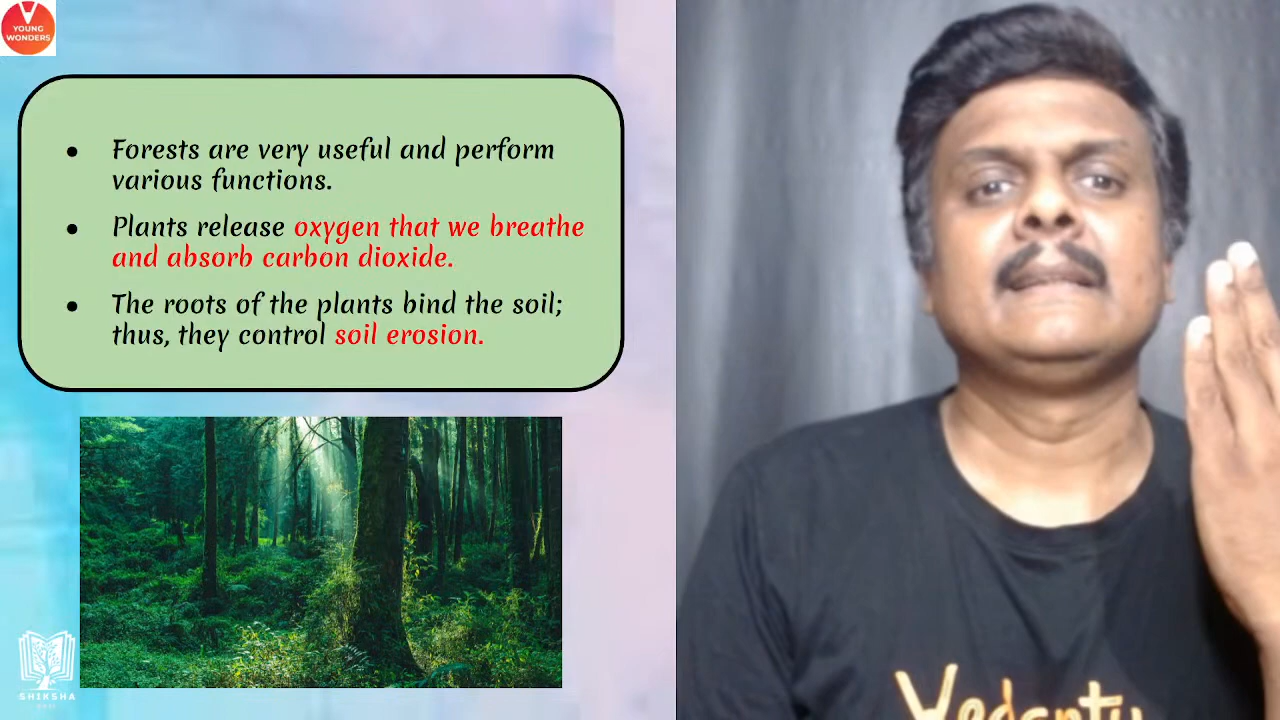 YOUNG
WONDERS
Forests are very useful and perform
various functions.
Plants release oxygen that we breathe
and absorb carbon dioxide.
The roots of the plants bind the soil;
thus, they control soil erosion.
SHIKSHA
Vedantu